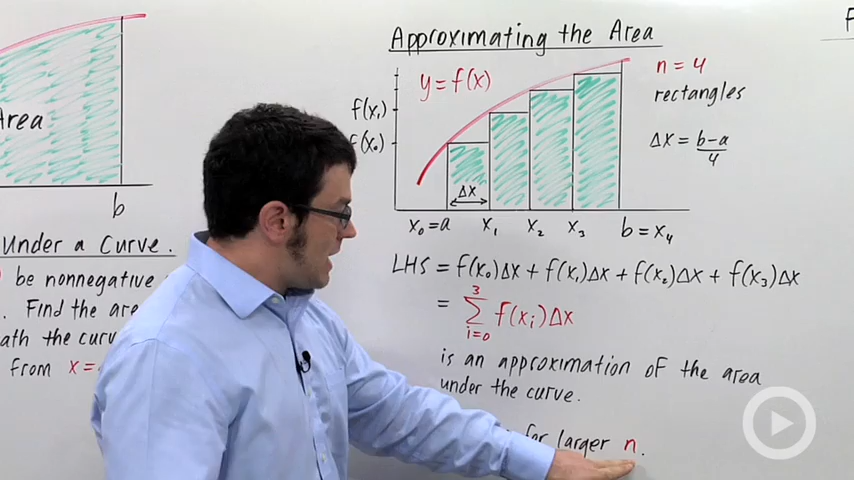 Area
b
Under a Curve.
be nonnegative
. Find the are
ath the curv
from x =
Approximating the Area
y = f(x)
n = 4
rectangles
Δx = b-a/4
f(x₁)
f(x₀)
Δx
x₀=a x₁ x₂ x₃ b = x₄
LHS = f(x₀)Δx + f(x₁)Δx + f(x₂)Δx + f(x₃)Δx
= 3∑i=0 f(xᵢ)Δx
is an approximation of the area
under the curve.
for larger n.